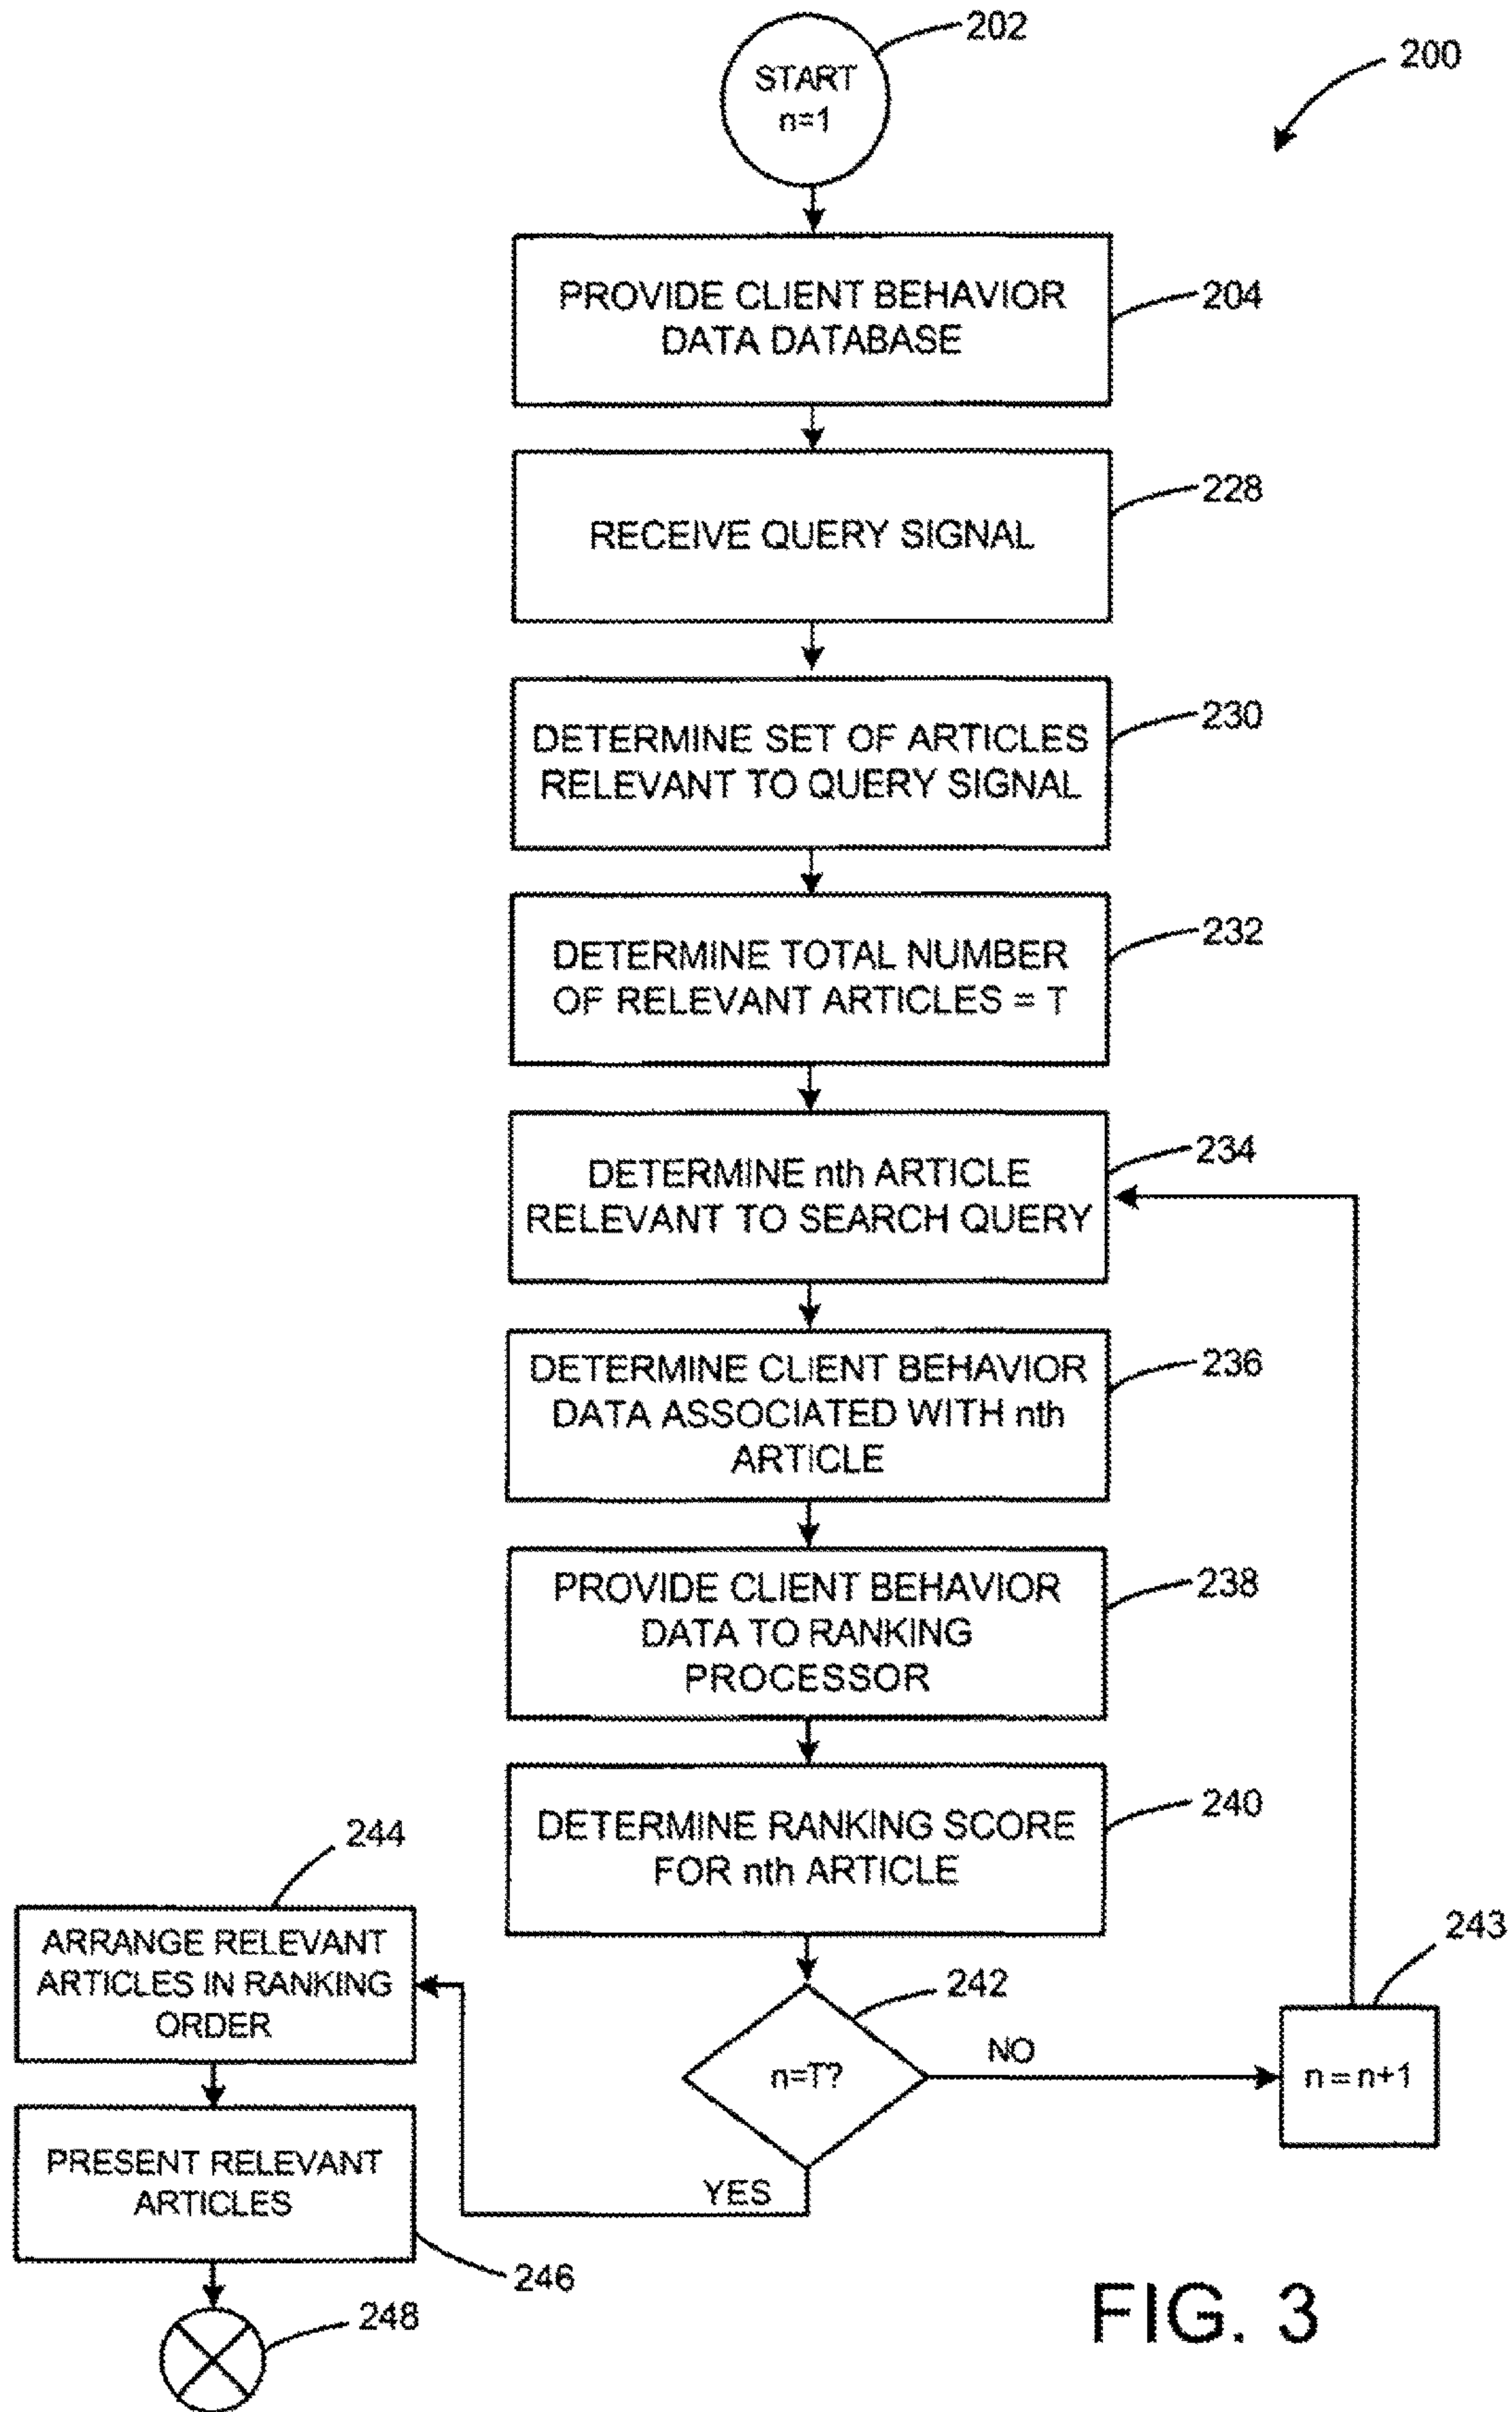 202
200
START
n=1
PROVIDE CLIENT BEHAVIOR
DATA DATABASE
204
RECEIVE QUERY SIGNAL
228
DETERMINE SET OF ARTICLES
RELEVANT TO QUERY SIGNAL
230
DETERMINE TOTAL NUMBER
OF RELEVANT ARTICLES = T
232
DETERMINE nth ARTICLE
RELEVANT TO SEARCH QUERY
234
DETERMINE CLIENT BEHAVIOR
DATA ASSOCIATED WITH nth
ARTICLE
236
PROVIDE CLIENT BEHAVIOR
DATA TO RANKING
PROCESSOR
238
DETERMINE RANKING SCORE
FOR nth ARTICLE
240
242
n=T?
NO
243
n = n+1
YES
244
ARRANGE RELEVANT
ARTICLES IN RANKING
ORDER
PRESENT RELEVANT
ARTICLES
246
248
FIG. 3